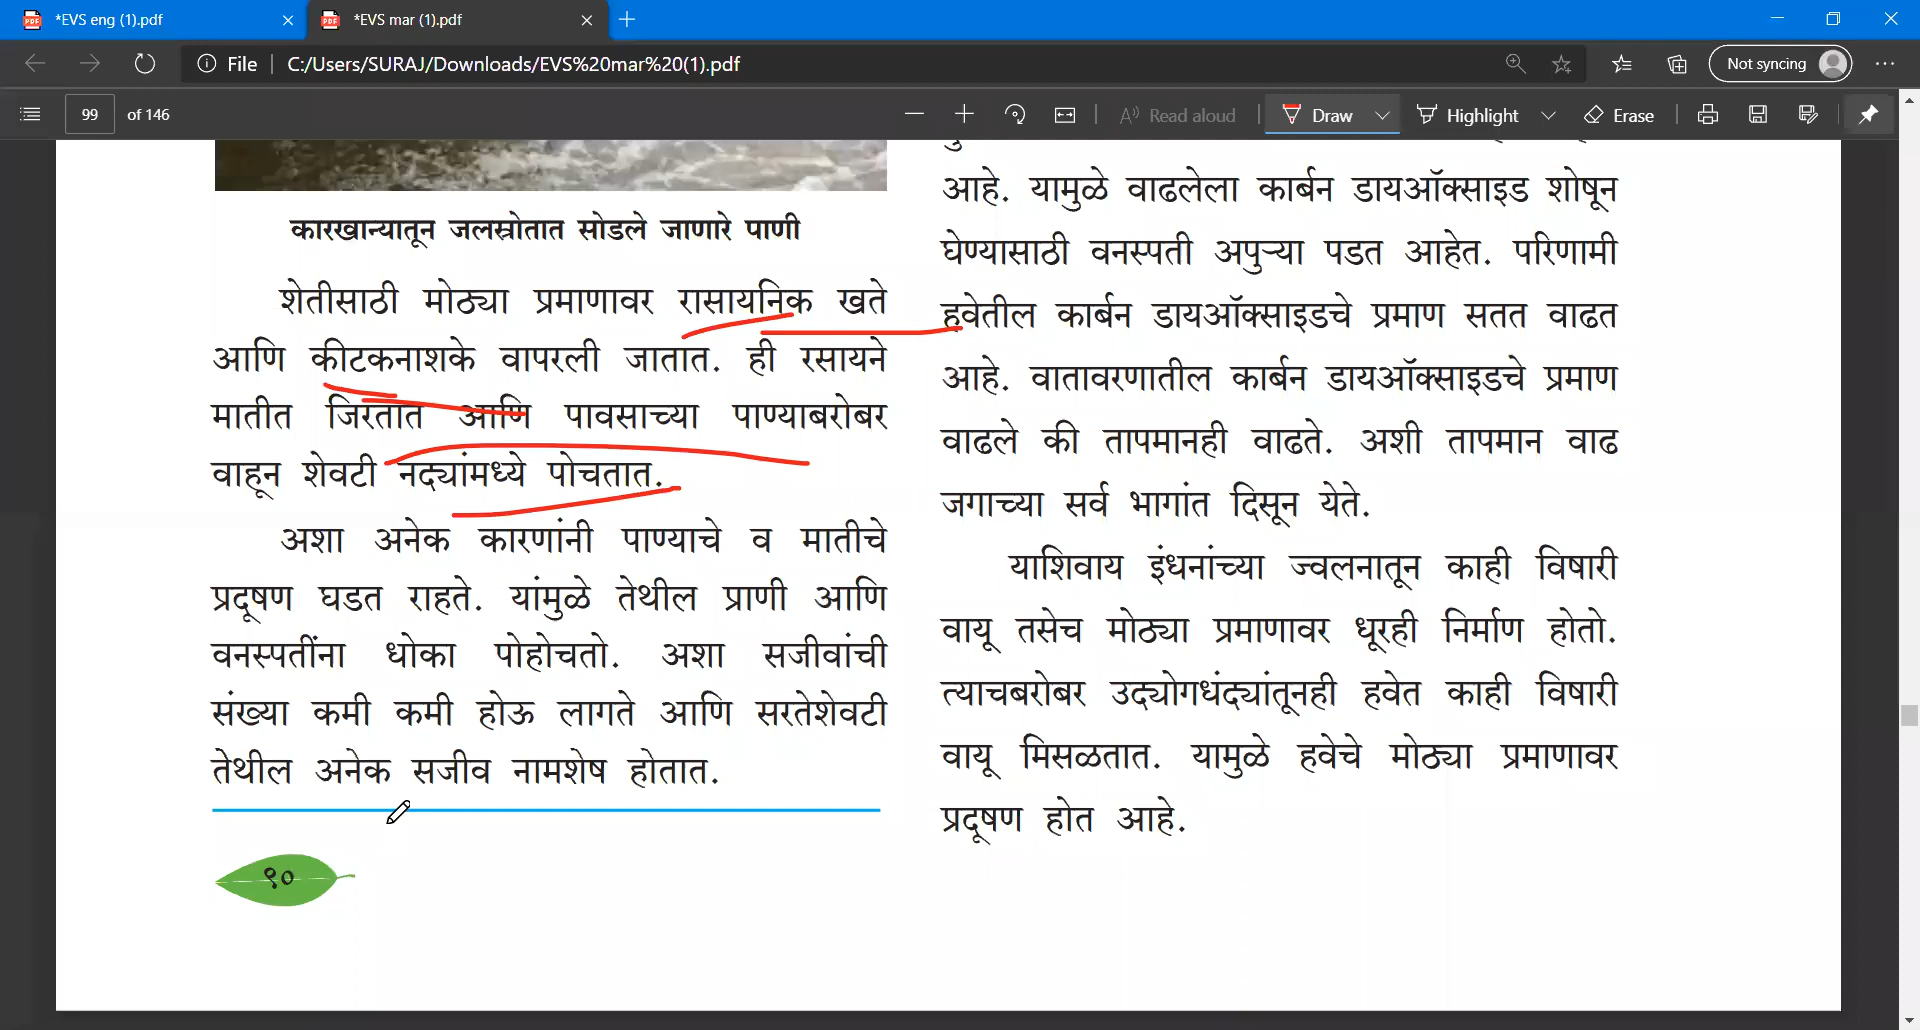 *EVS eng (1).pdf
*EVS mar (1).pdf
File
C:/Users/SURAJ/Downloads/EVS%20mar%20(1).pdf
Not syncing
99 of 146
Read aloud
Draw
Highlight
Erase
कारखान्यातून जलस्रोतात सोडले जाणारे पाणी
शेतीसाठी मोठ्या प्रमाणावर रासायनिक खते
आणि कीटकनाशके वापरली जातात. ही रसायने
मातीत जिरतात आणि पावसाच्या पाण्याबरोबर
वाहून शेवटी नद्यांमध्ये पोचतात.
अशा अनेक कारणांनी पाण्याचे व मातीचे
प्रदूषण घडत राहते. यांमुळे तेथील प्राणी आणि
वनस्पतींना धोका पोहोचतो. अशा सजीवांची
संख्या कमी कमी होऊ लागते आणि सरतेशेवटी
तेथील अनेक सजीव नामशेष होतात.
९०
आहे. यामुळे वाढलेला कार्बन डायऑक्साइड शोषून
घेण्यासाठी वनस्पती अपुऱ्या पडत आहेत. परिणामी
हवेतील कार्बन डायऑक्साइडचे प्रमाण सतत वाढत
आहे. वातावरणातील कार्बन डायऑक्साइडचे प्रमाण
वाढले की तापमानही वाढते. अशी तापमान वाढ
जगाच्या सर्व भागांत दिसून येते.
याशिवाय इंधनांच्या ज्वलनातून काही विषारी
वायू तसेच मोठ्या प्रमाणावर धूरही निर्माण होतो.
त्याचबरोबर उद्योगधंद्यांतूनही हवेत काही विषारी
वायू मिसळतात. यामुळे हवेचे मोठ्या प्रमाणावर
प्रदूषण होत आहे.